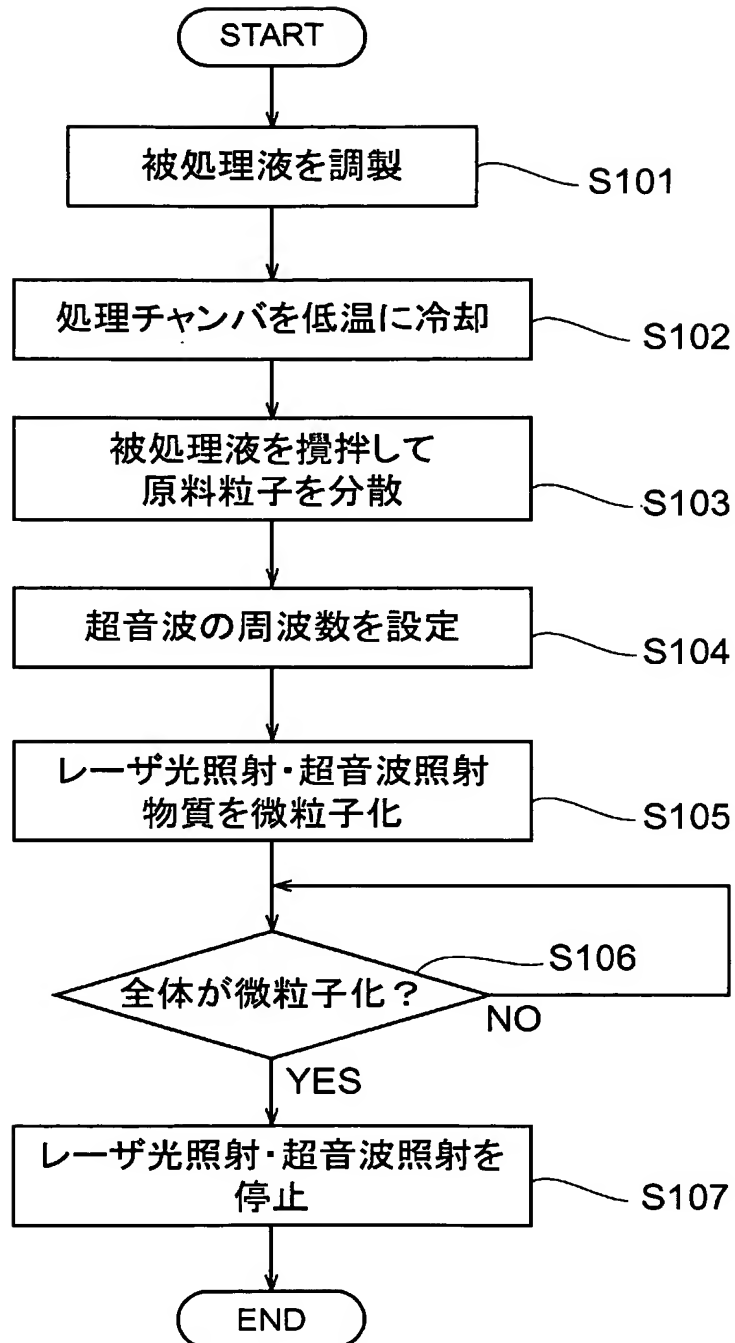 START
被処理液を調製
S101
処理チャンバを低温に冷却
S102
被処理液を攪拌して
原料粒子を分散
S103
超音波の周波数を設定
S104
レーザ光照射・超音波照射
物質を微粒子化
S105
全体が微粒子化？
S106
NO
YES
レーザ光照射・超音波照射を
停止
S107
END